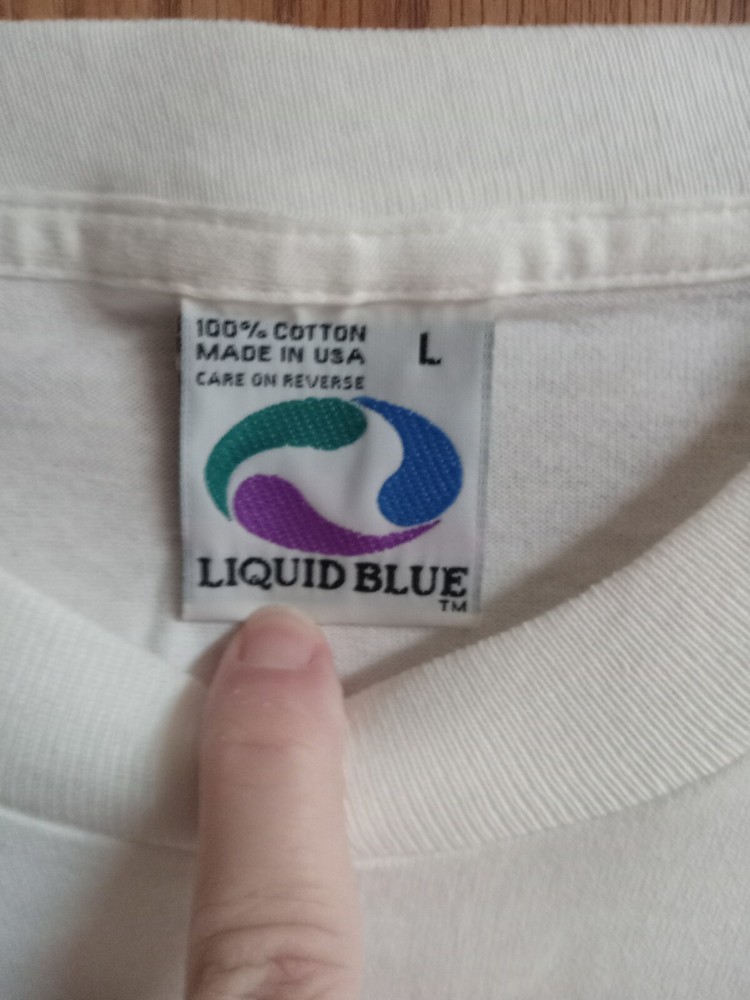 100% COTTON
MADE IN USA
L
CARE ON REVERSE
LIQUID BLUE
TM